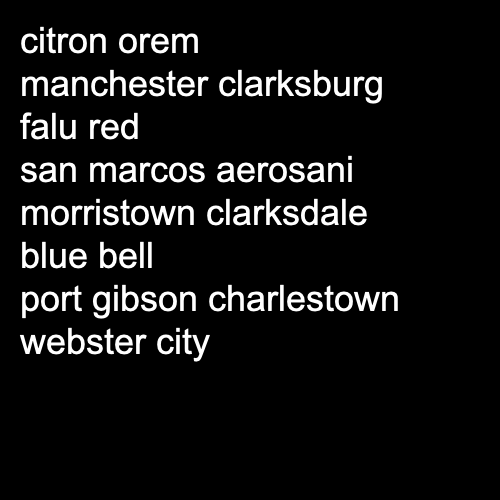 citron orem
manchester clarksburg
falu red
san marcos aerosani
morristown clarksdale
blue bell
port gibson charlestown
webster city